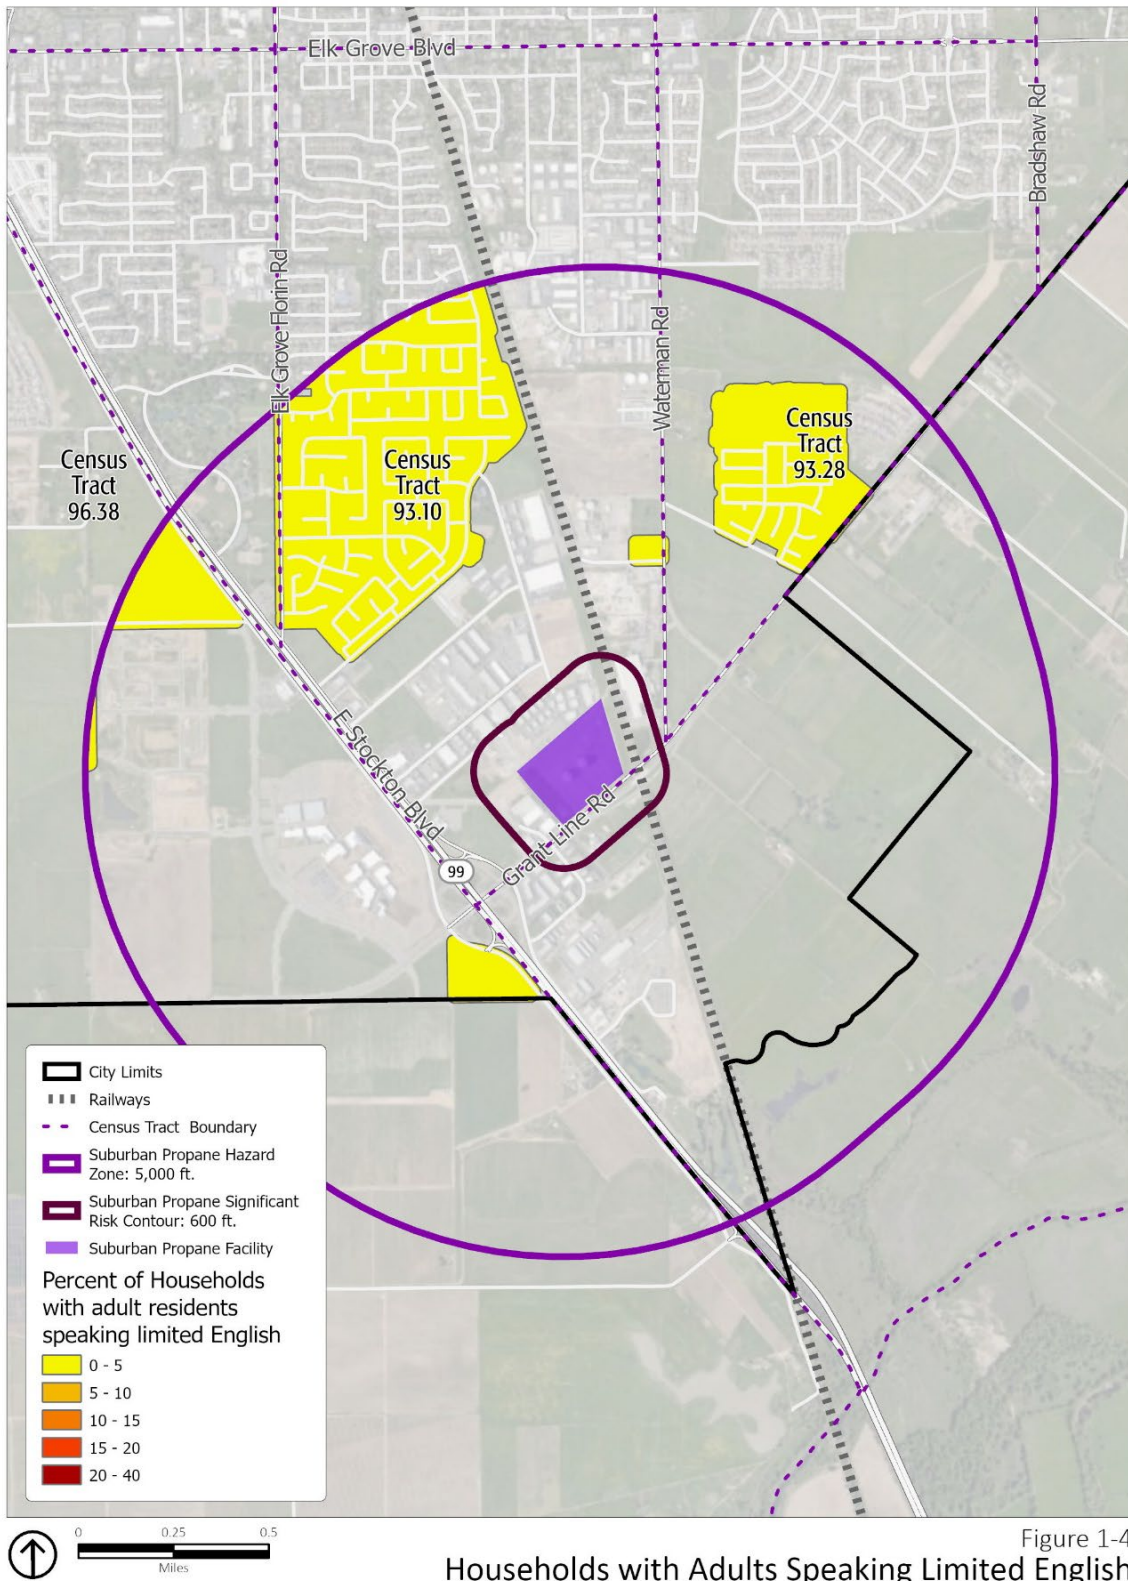 Elk Grove Blvd
Bradshaw Rd
Elk Grove Florin Rd
Waterman Rd
Census
Tract
96.38
Census
Tract
93.10
Census
Tract
93.28
E Stockton Blvd
99
Grant Line Rd
City Limits
Railways
Census Tract Boundary
Suburban Propane Hazard
Zone: 5,000 ft.
Suburban Propane Significant
Risk Contour: 600 ft.
Suburban Propane Facility
Percent of Households
with adult residents
speaking limited English
0 - 5
5 - 10
10 - 15
15 - 20
20 - 40
0 0.25 0.5
Miles
Figure 1-4
Households with Adults Speaking Limited English